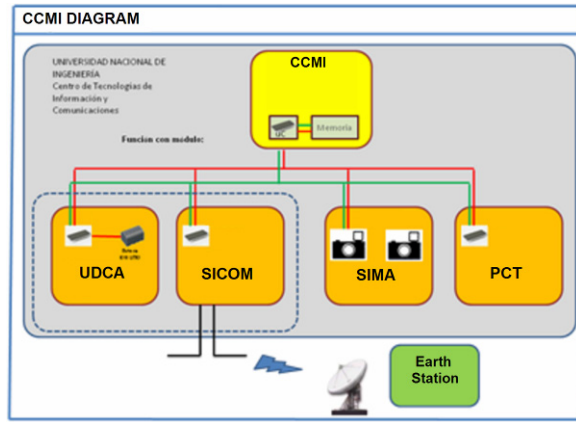 CCMI DIAGRAM
UNIVERSIDAD NACIONAL DE
INGENIERÍA
Centro de Tecnologías de
Información y
Comunicaciones
Funcion con modulo:
CCMI
Memoria
UDCA
SICOM
SIMA
PCT
Earth
Station